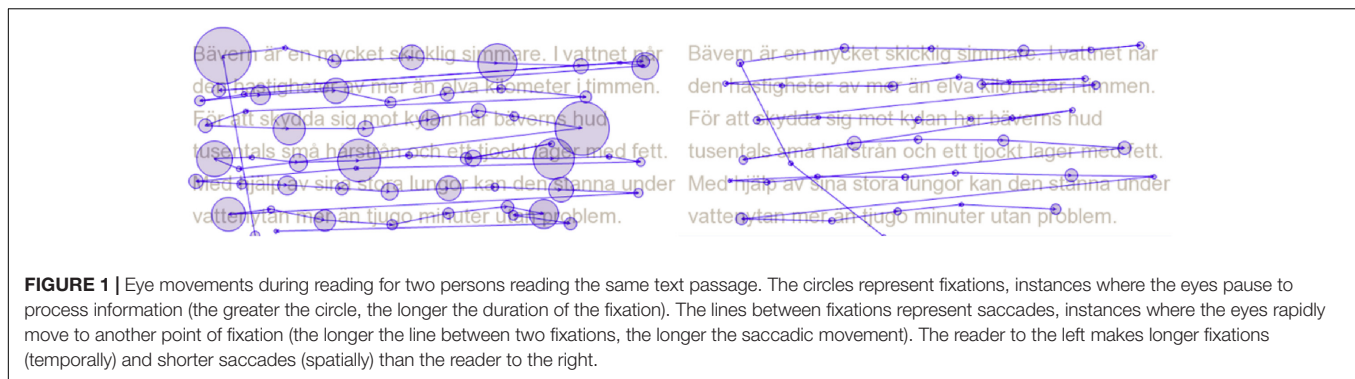 Bävern är en mycket skicklig simmare. I vattnet når
den hastigheter av mer än elva kilometer i timmen.
För att skydda sig mot kylan har bäverns hud
tusentals små hårstrån och ett tjockt lager med fett.
Med hjälp av sina stora lungor kan den stanna under
vattenytan mer än tjugo minuter utan problem.
Bävern är en mycket skicklig simmare. I vattnet når
den hastigheter av mer än elva kilometer i timmen.
För att skydda sig mot kylan har bäverns hud
tusentals små hårstrån och ett tjockt lager med fett.
Med hjälp av sina stora lungor kan den stanna under
vattenytan mer än tjugo minuter utan problem.
FIGURE 1 | Eye movements during reading for two persons reading the same text passage. The circles represent fixations, instances where the eyes pause to
process information (the greater the circle, the longer the duration of the fixation). The lines between fixations represent saccades, instances where the eyes rapidly
move to another point of fixation (the longer the line between two fixations, the longer the saccadic movement). The reader to the left makes longer fixations
(temporally) and shorter saccades (spatially) than the reader to the right.